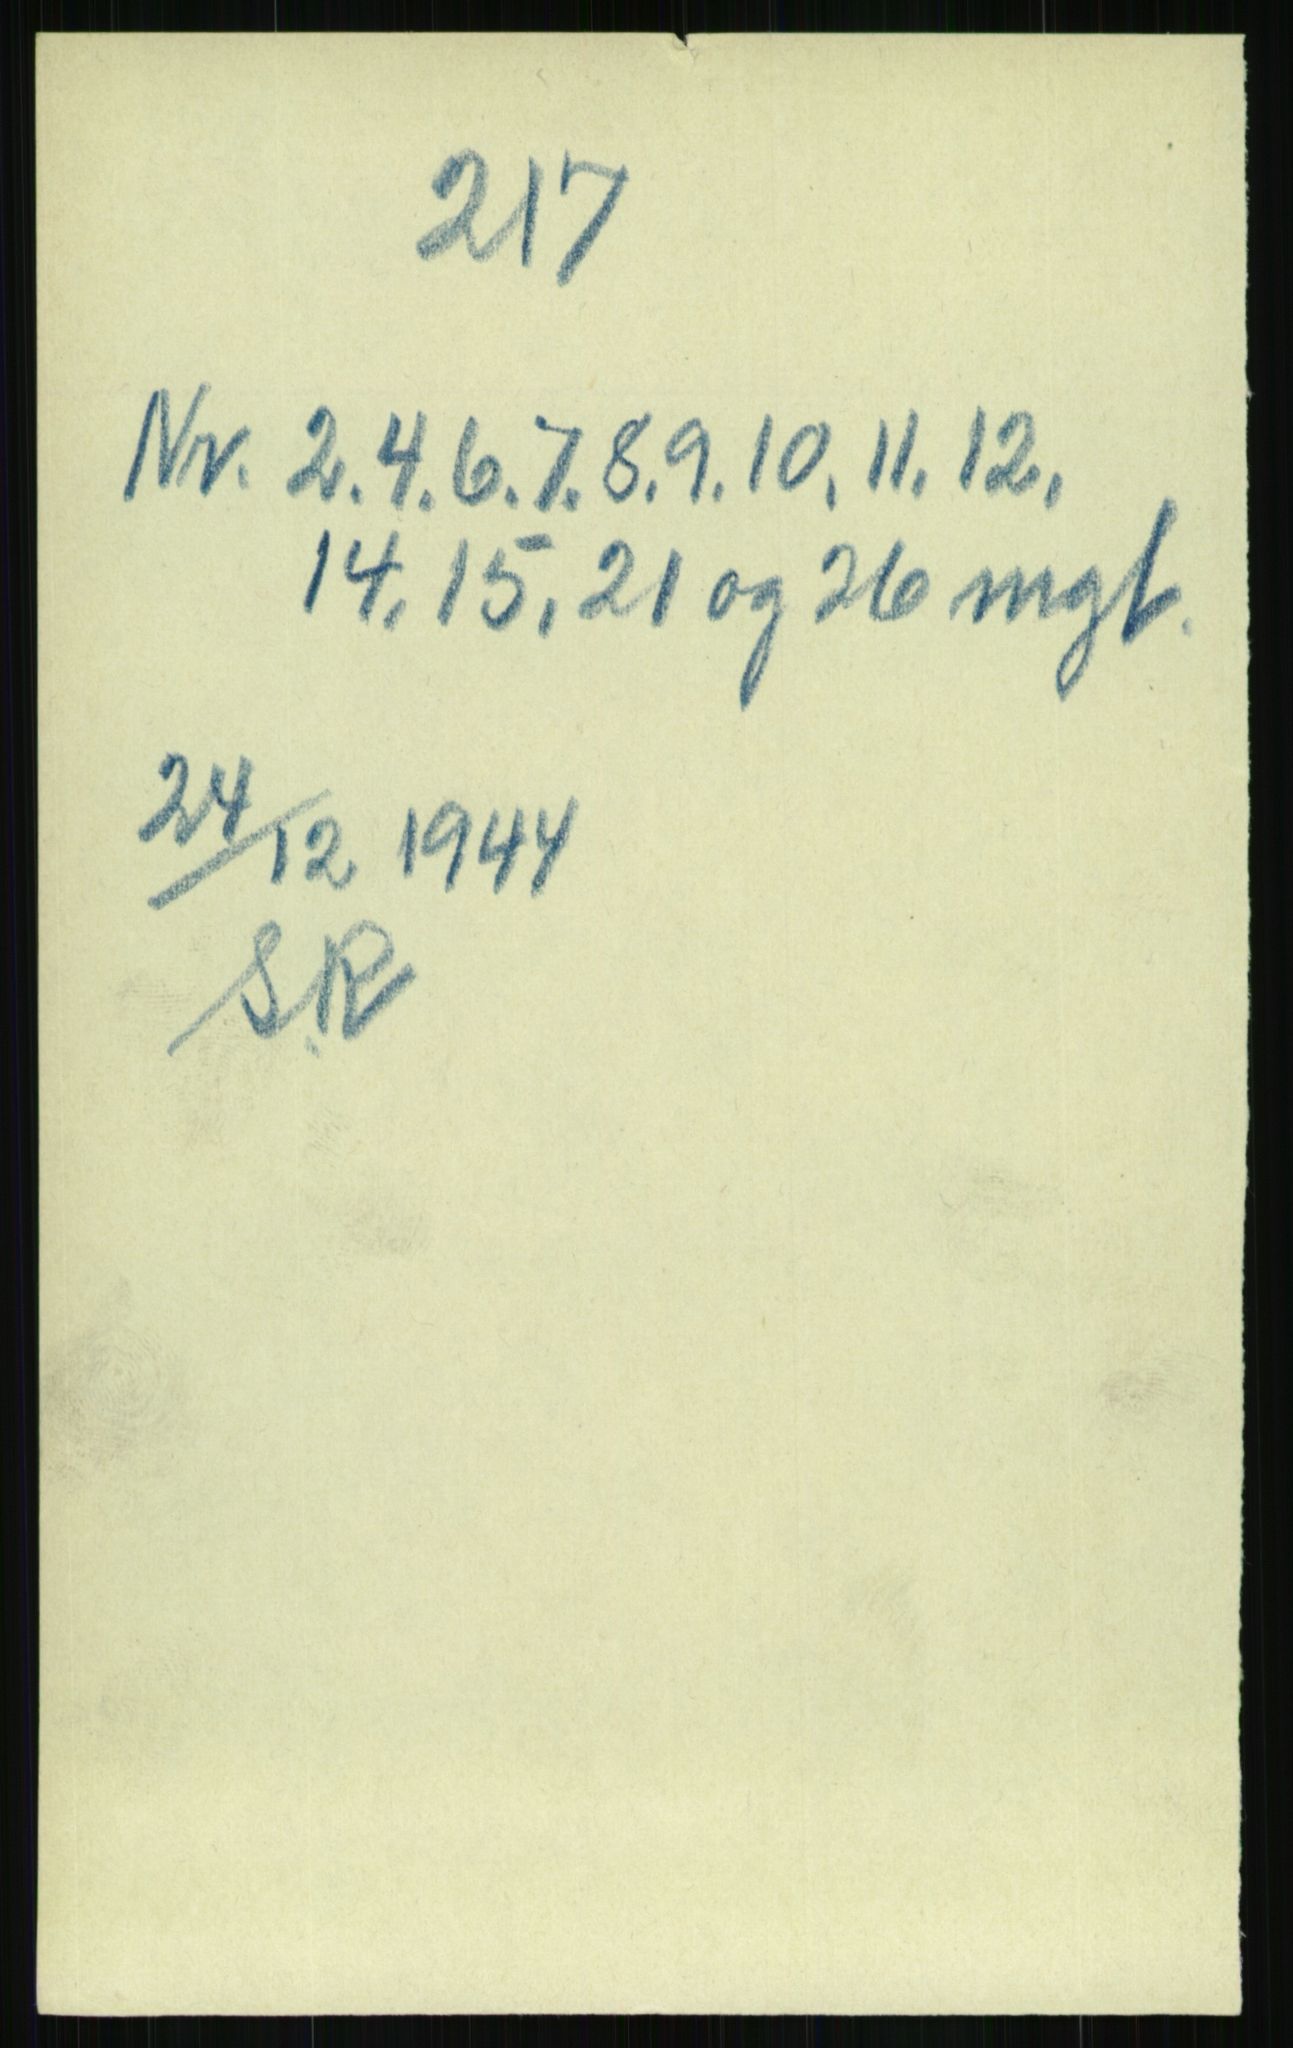 217
Nr. 2. 4. 6. 7. 8. 9. 10, 11. 12,
14, 15, 21 og 26 mgl.
24/12 1944
S.R